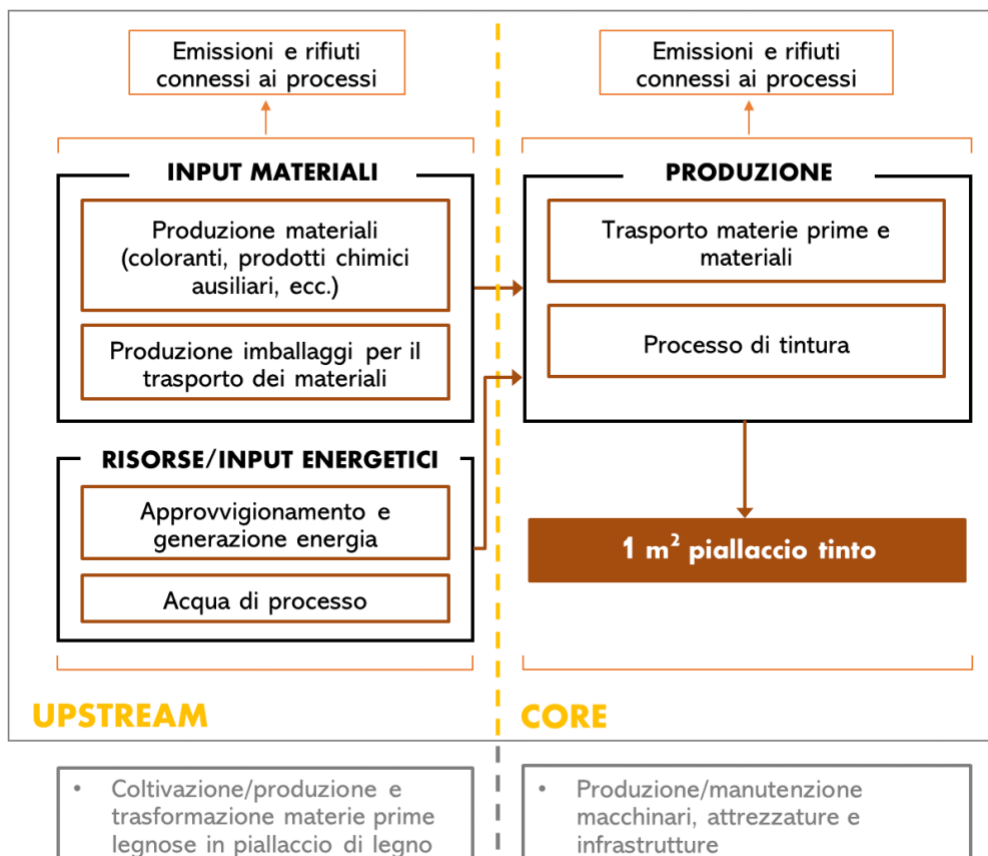 Emissioni e rifiuti
connessi ai processi
INPUT MATERIALI
Produzione materiali
(coloranti, prodotti chimici
ausiliari, ecc.)
Produzione imballaggi per il
trasporto dei materiali
RISORSE/INPUT ENERGETICI
Approvvigionamento e
generazione energia
Acqua di processo
UPSTREAM
Emissioni e rifiuti
connessi ai processi
PRODUZIONE
Trasporto materie prime e
materiali
Processo di tintura
1 m² piallaccio tinto
CORE
• Coltivazione/produzione e
trasformazione materie prime
legnose in piallaccio di legno
• Produzione/manutenzione
macchinari, attrezzature e
infrastrutture